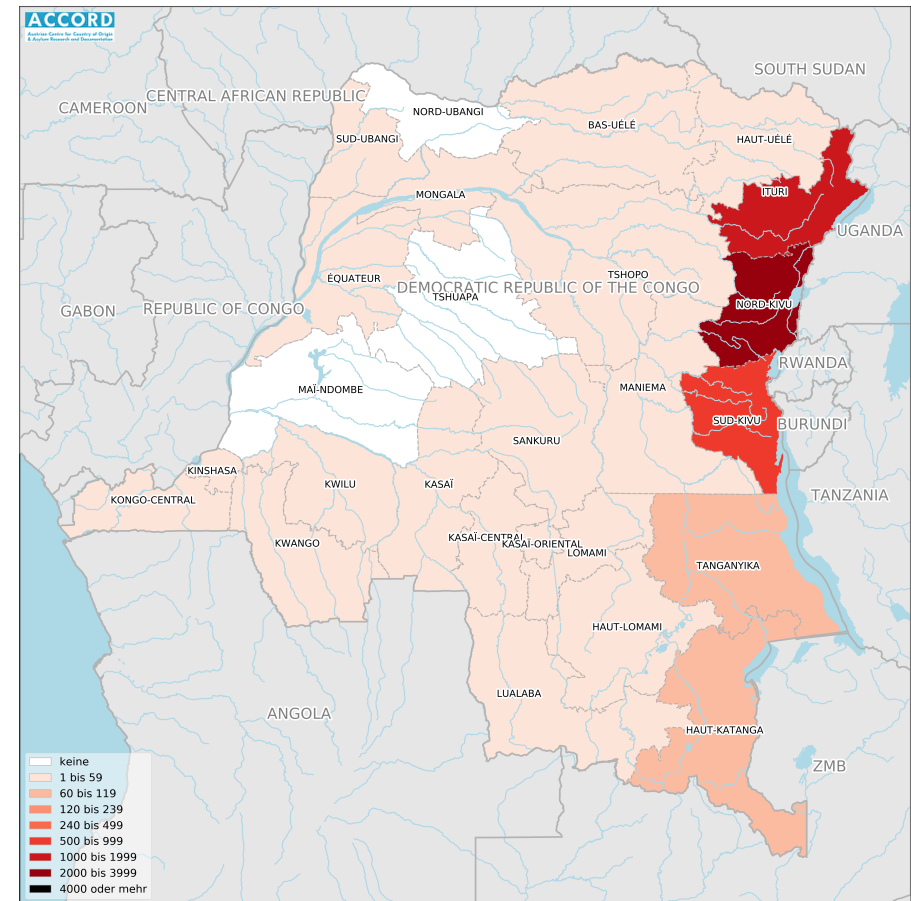 ACCORD
Austrian Centre for Country of Origin
& Asylum Research and Documentation
SOUTH SUDAN
CENTRAL AFRICAN REPUBLIC
CAMEROON
NORD-UBANGI
BAS-UÉLÉ
SUD-UBANGI
HAUT-UÉLÉ
ITURI
MONGALA
UGANDA
TSHOPO
ÉQUATEUR
DEMOCRATIC REPUBLIC OF THE CONGO
TSHUAPA
NORD-KIVU
REPUBLIC OF CONGO
GABON
RWANDA
MANIEMA
MAÏ-NDOMBE
SUD-KIVU
BURUNDI
SANKURU
KINSHASA
KWILU
KASAÏ
TANZANIA
KONGO-CENTRAL
KASAÏ-CENTRAL
KWANGO
KASAÏ-ORIENTAL
LOMAMI
TANGANYIKA
HAUT-LOMAMI
LUALABA
ANGOLA
HAUT-KATANGA
ZMB
keine
1 bis 59
60 bis 119
120 bis 239
240 bis 499
500 bis 999
1000 bis 1999
2000 bis 3999
4000 oder mehr